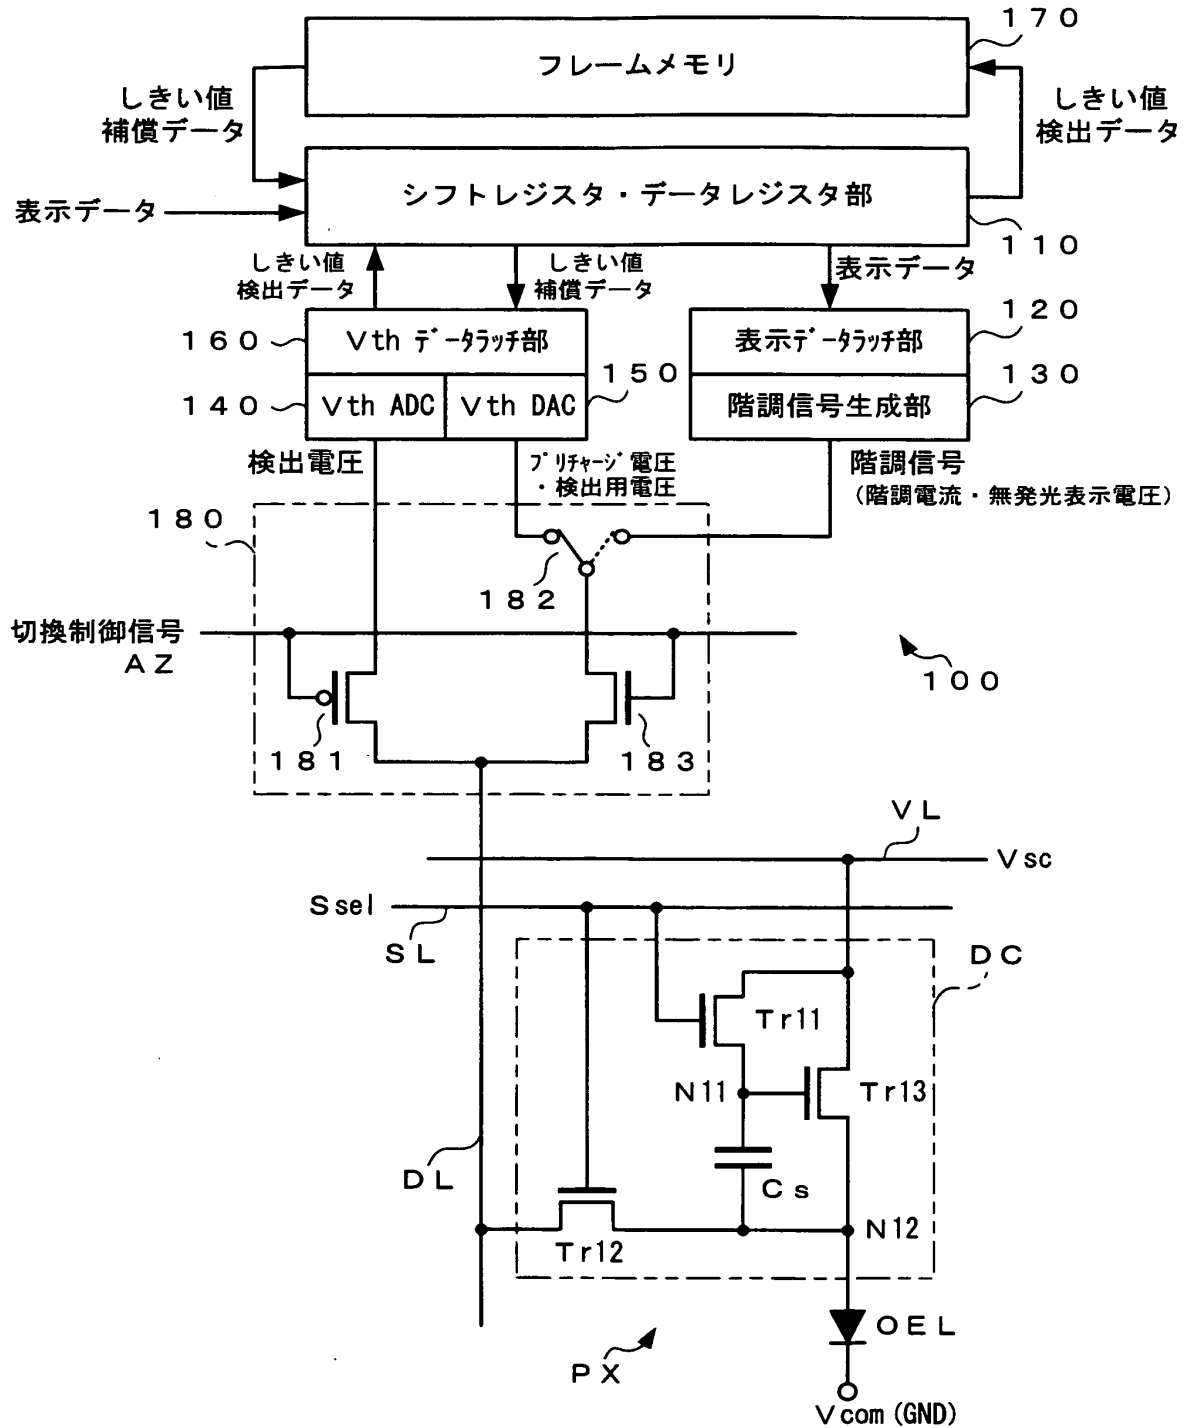 １７０
フレームメモリ
しきい値
補償データ
しきい値
検出データ
シフトレジスタ・データレジスタ部
表示データ
１１０
しきい値
検出データ
しきい値
補償データ
表示データ
１２０
１６０
Ｖth ﾃﾞｰﾀﾗｯﾁ部
表示ﾃﾞｰﾀﾗｯﾁ部
１５０
１３０
１４０
Ｖth ADC
Ｖth DAC
階調信号生成部
検出電圧
ﾌﾟﾘﾁｬｰｼﾞ電圧
・検出用電圧
階調信号
（階調電流・無発光表示電圧）
１８０
１８２
切換制御信号
ＡＺ
１００
１８１
１８３
ＶＬ
Ｖsc
Ｓsel
ＳＬ
ＤＣ
Ｔr11
Ｎ11
Ｔr13
ＤＬ
Ｃs
Ｔr12
Ｎ12
ＯＥＬ
ＰＸ
Ｖcom (GND)